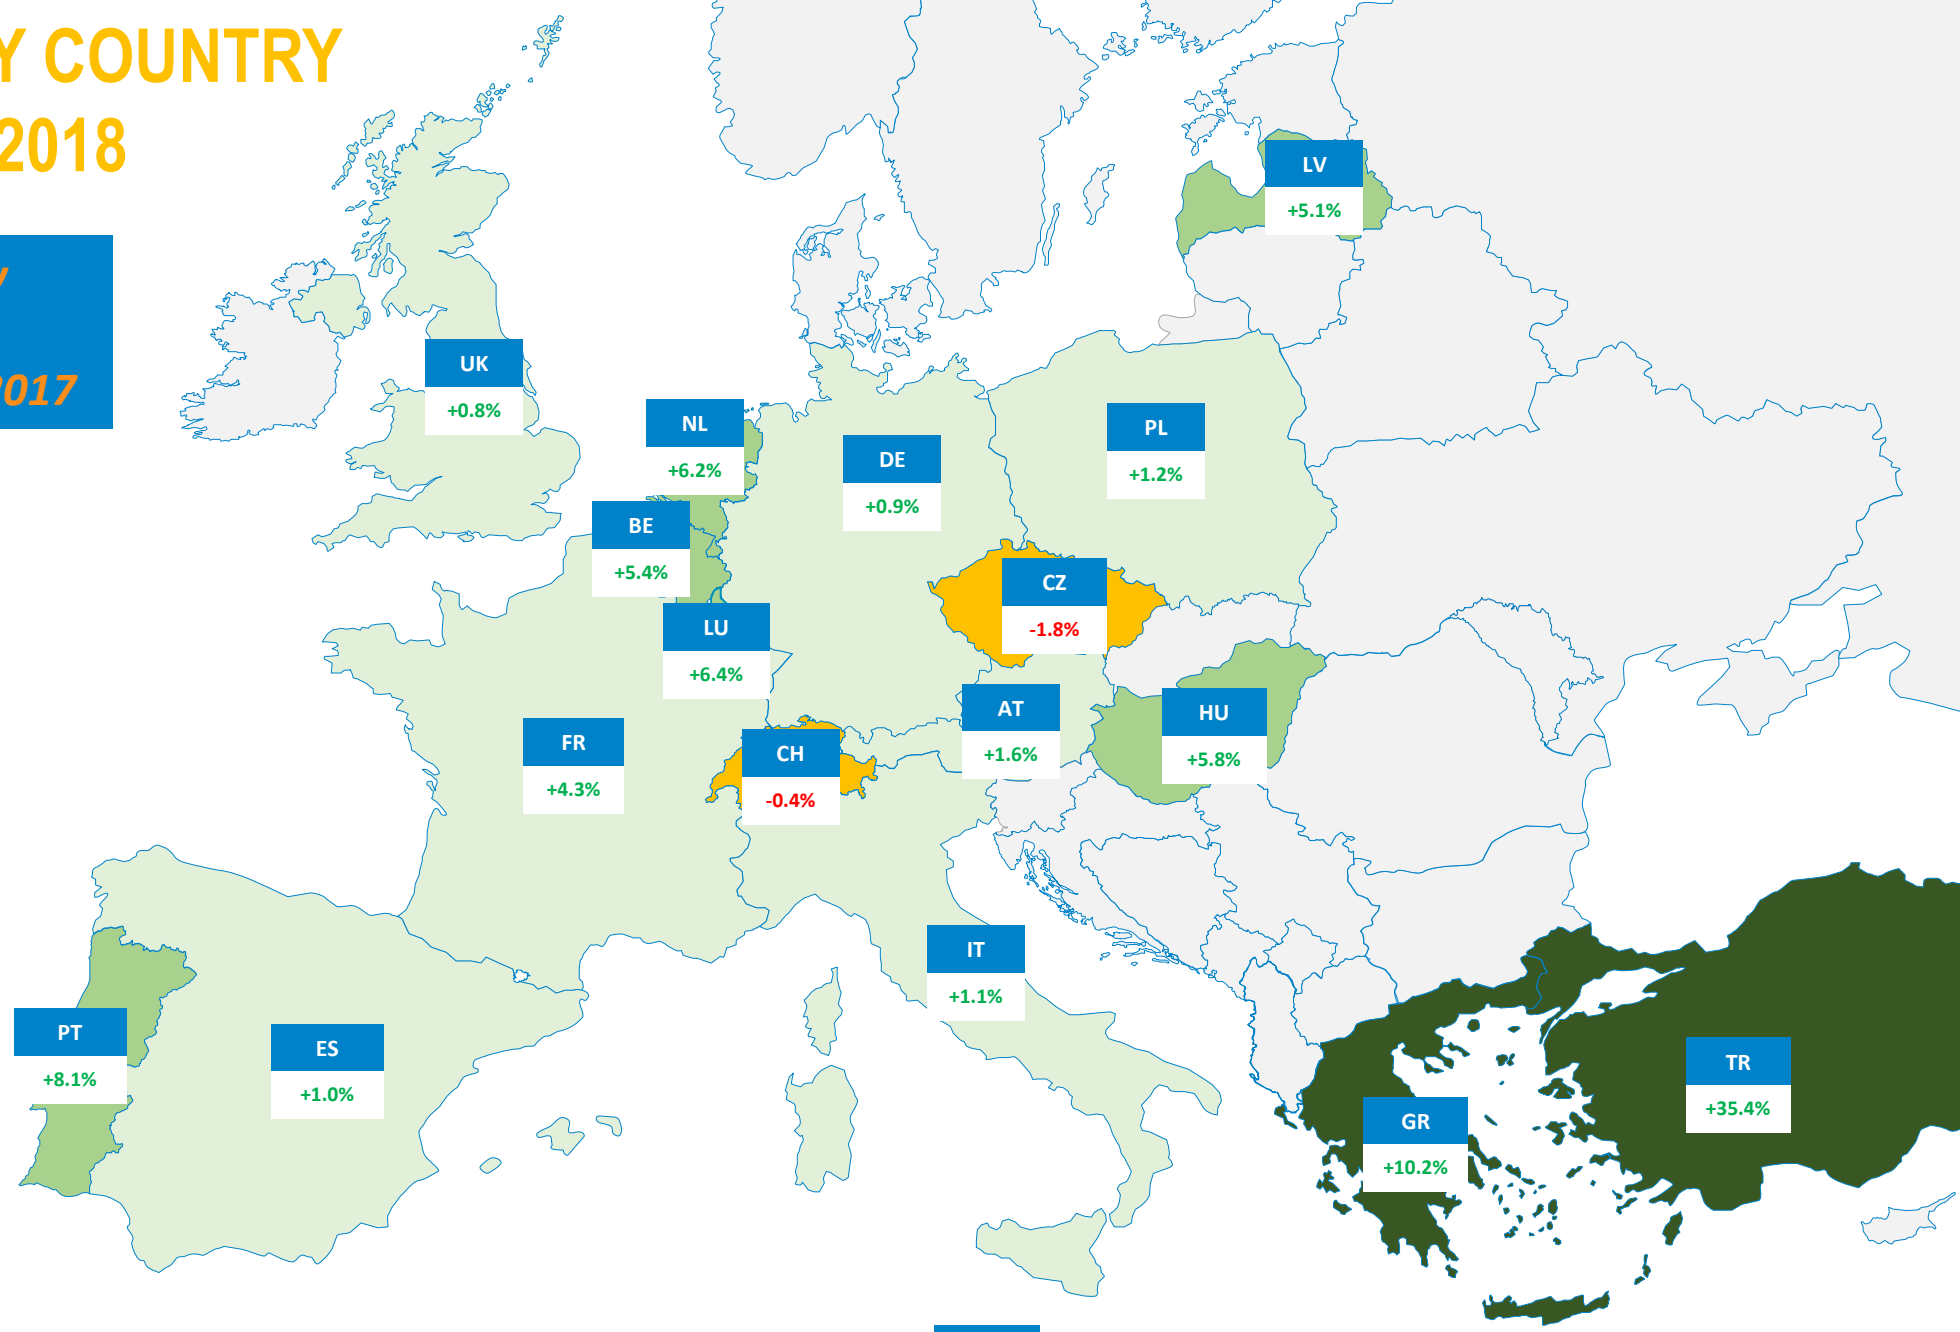 Y COUNTRY
2018
Y
2017
LV
+5.1%
UK
+0.8%
NL
+6.2%
PL
+1.2%
DE
+0.9%
BE
+5.4%
CZ
-1.8%
LU
+6.4%
AT
+1.6%
HU
+5.8%
FR
+4.3%
CH
-0.4%
IT
+1.1%
PT
+8.1%
ES
+1.0%
TR
+35.4%
GR
+10.2%